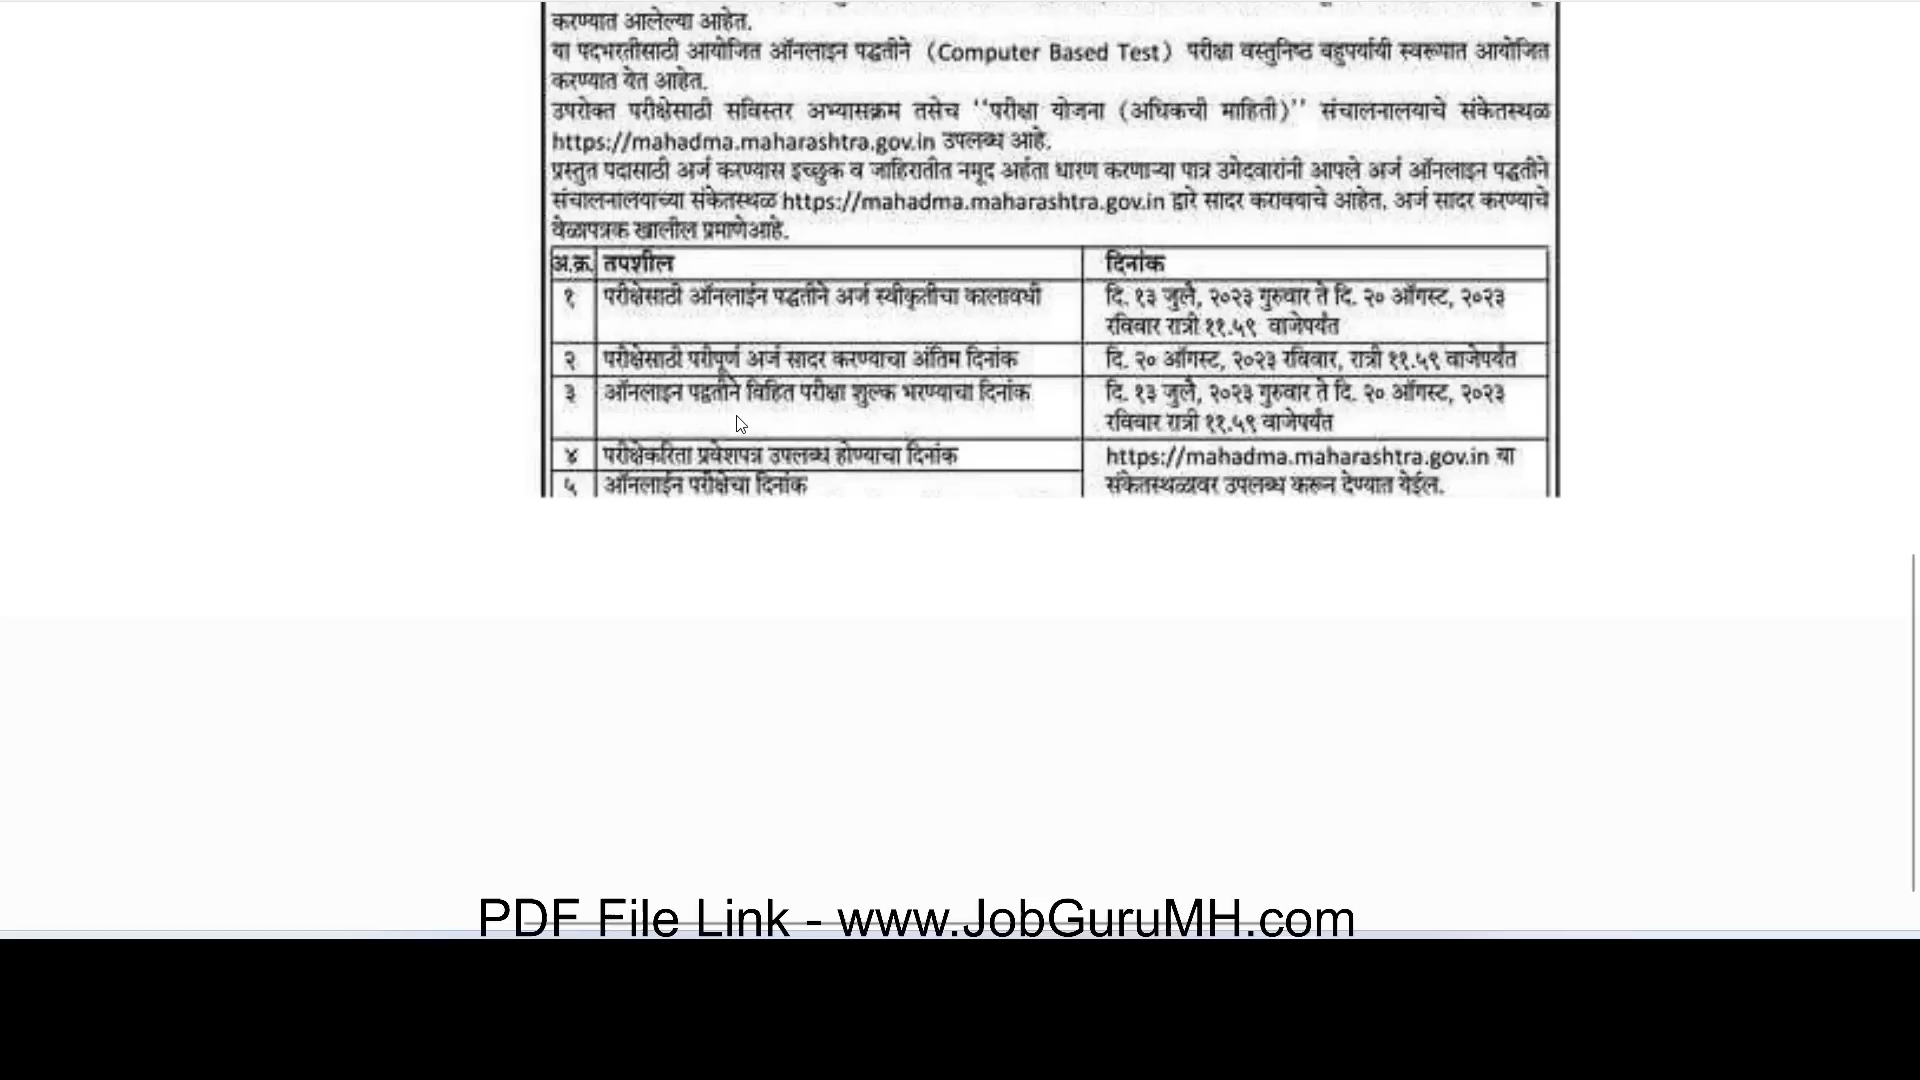 करण्यात आलेल्या आहेत.
या पदभरतीसाठी आयोजित ऑनलाइन पद्धतीने (Computer Based Test) परीक्षा वस्तुनिष्ठ बहुपर्यायी स्वरूपात आयोजित
करण्यात येत आहेत.
उपरोक्त परीक्षेसाठी सविस्तर अभ्यासक्रम तसेच ‘‘परीक्षा योजना (अधिकची माहिती)’’ संचालनालयाचे संकेतस्थळ
https://mahadma.maharashtra.gov.in उपलब्ध आहे.
प्रस्तुत पदासाठी अर्ज करण्यास इच्छुक व जाहिरातीत नमूद अर्हता धारण करणाऱ्या पात्र उमेदवारांनी आपले अर्ज ऑनलाइन पद्धतीने
संचालनालयाच्या संकेतस्थळ https://mahadma.maharashtra.gov.in द्वारे सादर करावयाचे आहेत. अर्ज सादर करण्याचे
वेळापत्रक खालील प्रमाणेआहे.
अ.क्र. तपशील दिनांक
१ परीक्षेसाठी ऑनलाईन पद्धतीने अर्ज स्वीकृतीचा कालावधी दि. १३ जुलै, २०२३ गुरुवार ते दि. २० ऑगस्ट, २०२३
रविवार रात्री ११.५९ वाजेपर्यंत
२ परीक्षेसाठी परीपूर्ण अर्ज सादर करण्याचा अंतिम दिनांक दि. २० ऑगस्ट, २०२३ रविवार, रात्री ११.५९ वाजेपर्यंत
३ ऑनलाइन पद्वतीने विहित परीक्षा शुल्क भरण्याचा दिनांक दि. १३ जुलै, २०२३ गुरुवार ते दि. २० ऑगस्ट, २०२३
रविवार रात्री ११.५९ वाजेपर्यंत
४ परीक्षेकरिता प्रवेशपत्र उपलब्ध होण्याचा दिनांक https://mahadma.maharashtra.gov.in या
५ ऑनलाईन परीक्षेचा दिनांक संकेतस्थळावर उपलब्ध करून देण्यात येईल.
PDF File Link - www.JobGuruMH.com